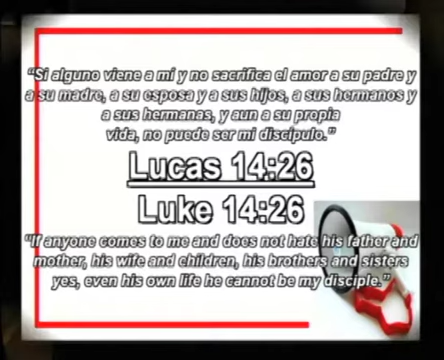 “Si alguno viene a mí y no sacrifica el amor a su padre y
a su madre, a su esposa y a sus hijos, a sus hermanos y
a sus hermanas, y aun a su propia
vida, no puede ser mi discípulo.”
Lucas 14:26
Luke 14:26
“If anyone comes to me and does not hate his father and
mother, his wife and children, his brothers and sisters
yes, even his own life he cannot be my disciple.”